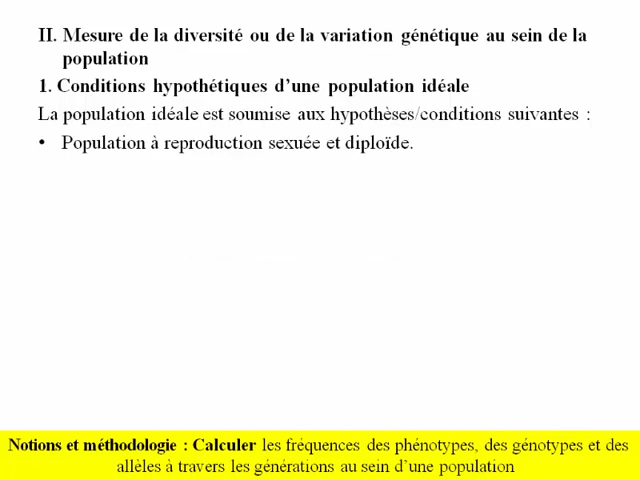 II. Mesure de la diversité ou de la variation génétique au sein de la
population
1. Conditions hypothétiques d’une population idéale
La population idéale est soumise aux hypothèses/conditions suivantes :
• Population à reproduction sexuée et diploïde.
Notions et méthodologie : Calculer les fréquences des phénotypes, des génotypes et des
allèles à travers les générations au sein d’une population